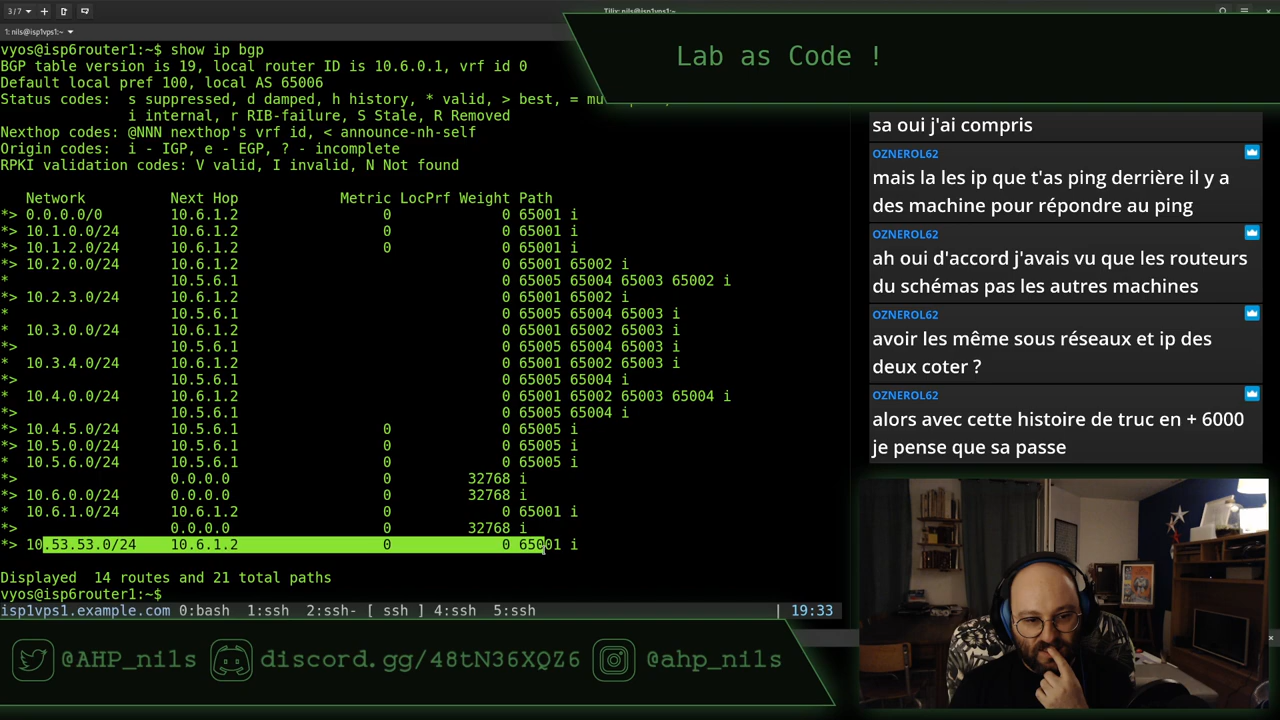 3/7
Tilix: nils@isp1vps1:~
1: nils@isp1vps1:~
Lab as Code !
vyos@isp6router1:~$ show ip bgp
BGP table version is 19, local router ID is 10.6.0.1, vrf id 0
Default local pref 100, local AS 65006
Status codes:  s suppressed, d damped, h history, * valid, > best, = mu
i internal, r RIB-failure, S Stale, R Removed
Nexthop codes: @NNN nexthop's vrf id, < announce-nh-self
Origin codes:  i - IGP, e - EGP, ? - incomplete
RPKI validation codes: V valid, I invalid, N Not found
Network          Next Hop            Metric LocPrf Weight Path
*> 0.0.0.0/0        10.6.1.2                 0             0 65001 i
*> 10.1.0.0/24      10.6.1.2                 0             0 65001 i
*> 10.1.2.0/24      10.6.1.2                 0             0 65001 i
*> 10.2.0.0/24      10.6.1.2                               0 65001 65002 i
*                   10.5.6.1                               0 65005 65004 65003 65002 i
*> 10.2.3.0/24      10.6.1.2                               0 65001 65002 i
*                   10.5.6.1                               0 65005 65004 65003 i
* 10.3.0.0/24      10.6.1.2                               0 65001 65002 65003 i
*>                  10.5.6.1                               0 65005 65004 65003 i
* 10.3.4.0/24      10.6.1.2                               0 65001 65002 65003 i
*>                  10.5.6.1                               0 65005 65004 i
* 10.4.0.0/24      10.6.1.2                               0 65001 65002 65003 65004 i
*>                  10.5.6.1                               0 65005 65004 i
*> 10.4.5.0/24      10.5.6.1                 0             0 65005 i
*> 10.5.0.0/24      10.5.6.1                 0             0 65005 i
* 10.5.6.0/24      10.5.6.1                 0             0 65005 i
*>                  0.0.0.0                  0         32768 i
*> 10.6.0.0/24      0.0.0.0                  0         32768 i
* 10.6.1.0/24      10.6.1.2                 0             0 65001 i
*>                  0.0.0.0                  0         32768 i
*> 10.53.53.0/24    10.6.1.2                 0             0 65001 i
Displayed  14 routes and 21 total paths
vyos@isp6router1:~$
isp1vps1.example.com 0:bash  1:ssh  2:ssh- [ ssh ] 4:ssh  5:ssh | 19:33
sa oui j'ai compris
OZNEROL62
mais la les ip que t'as ping derrière il y a
des machine pour répondre au ping
OZNEROL62
ah oui d'accord j'avais vu que les routeurs
du schémas pas les autres machines
OZNEROL62
avoir les même sous réseaux et ip des
deux coter ?
OZNEROL62
alors avec cette histoire de truc en + 6000
je pense que sa passe
@AHP_nils discord.gg/48tN36XQZ6 @ahp_nils